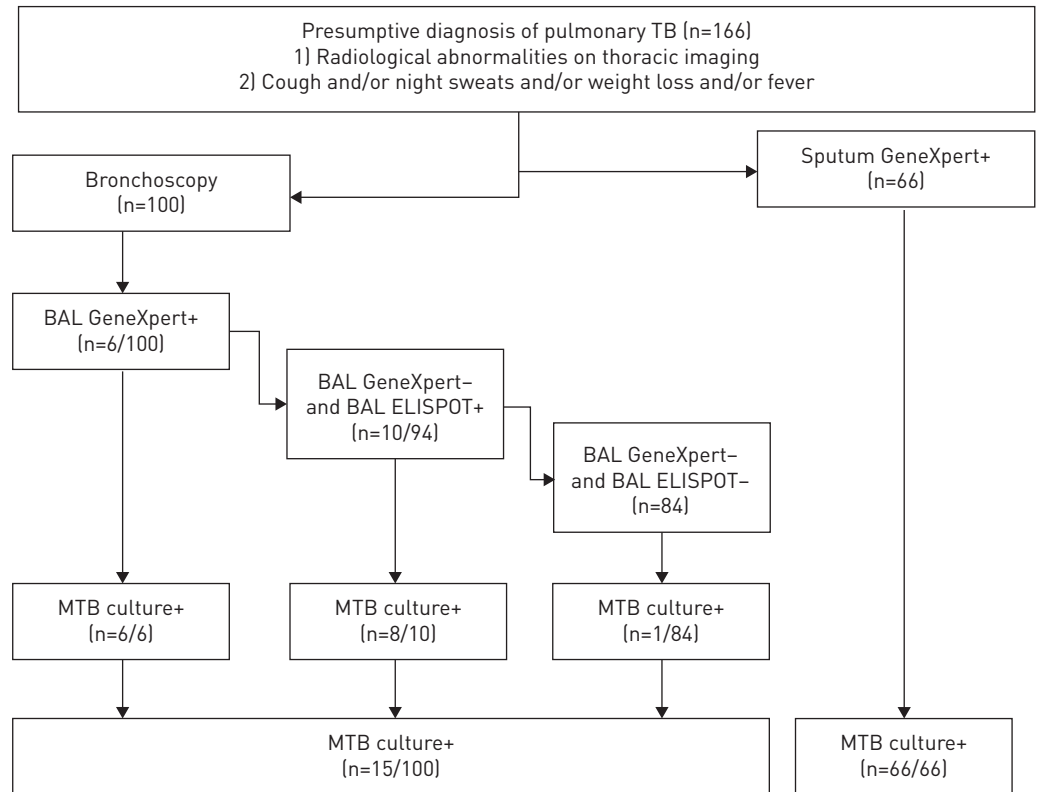 Presumptive diagnosis of pulmonary TB (n=166)
1) Radiological abnormalities on thoracic imaging
2) Cough and/or night sweats and/or weight loss and/or fever
Bronchoscopy
(n=100)
Sputum GeneXpert+
(n=66)
BAL GeneXpert+
(n=6/100)
BAL GeneXpert–
and BAL ELISPOT+
(n=10/94)
BAL GeneXpert–
and BAL ELISPOT–
(n=84)
MTB culture+
(n=6/6)
MTB culture+
(n=8/10)
MTB culture+
(n=1/84)
MTB culture+
(n=15/100)
MTB culture+
(n=66/66)